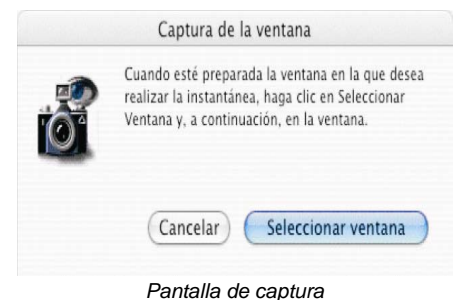 Captura de la ventana
Cuando esté preparada la ventana en la que desea
realizar la instantánea, haga clic en Seleccionar
Ventana y, a continuación, en la ventana.
Cancelar Seleccionar ventana
Pantalla de captura